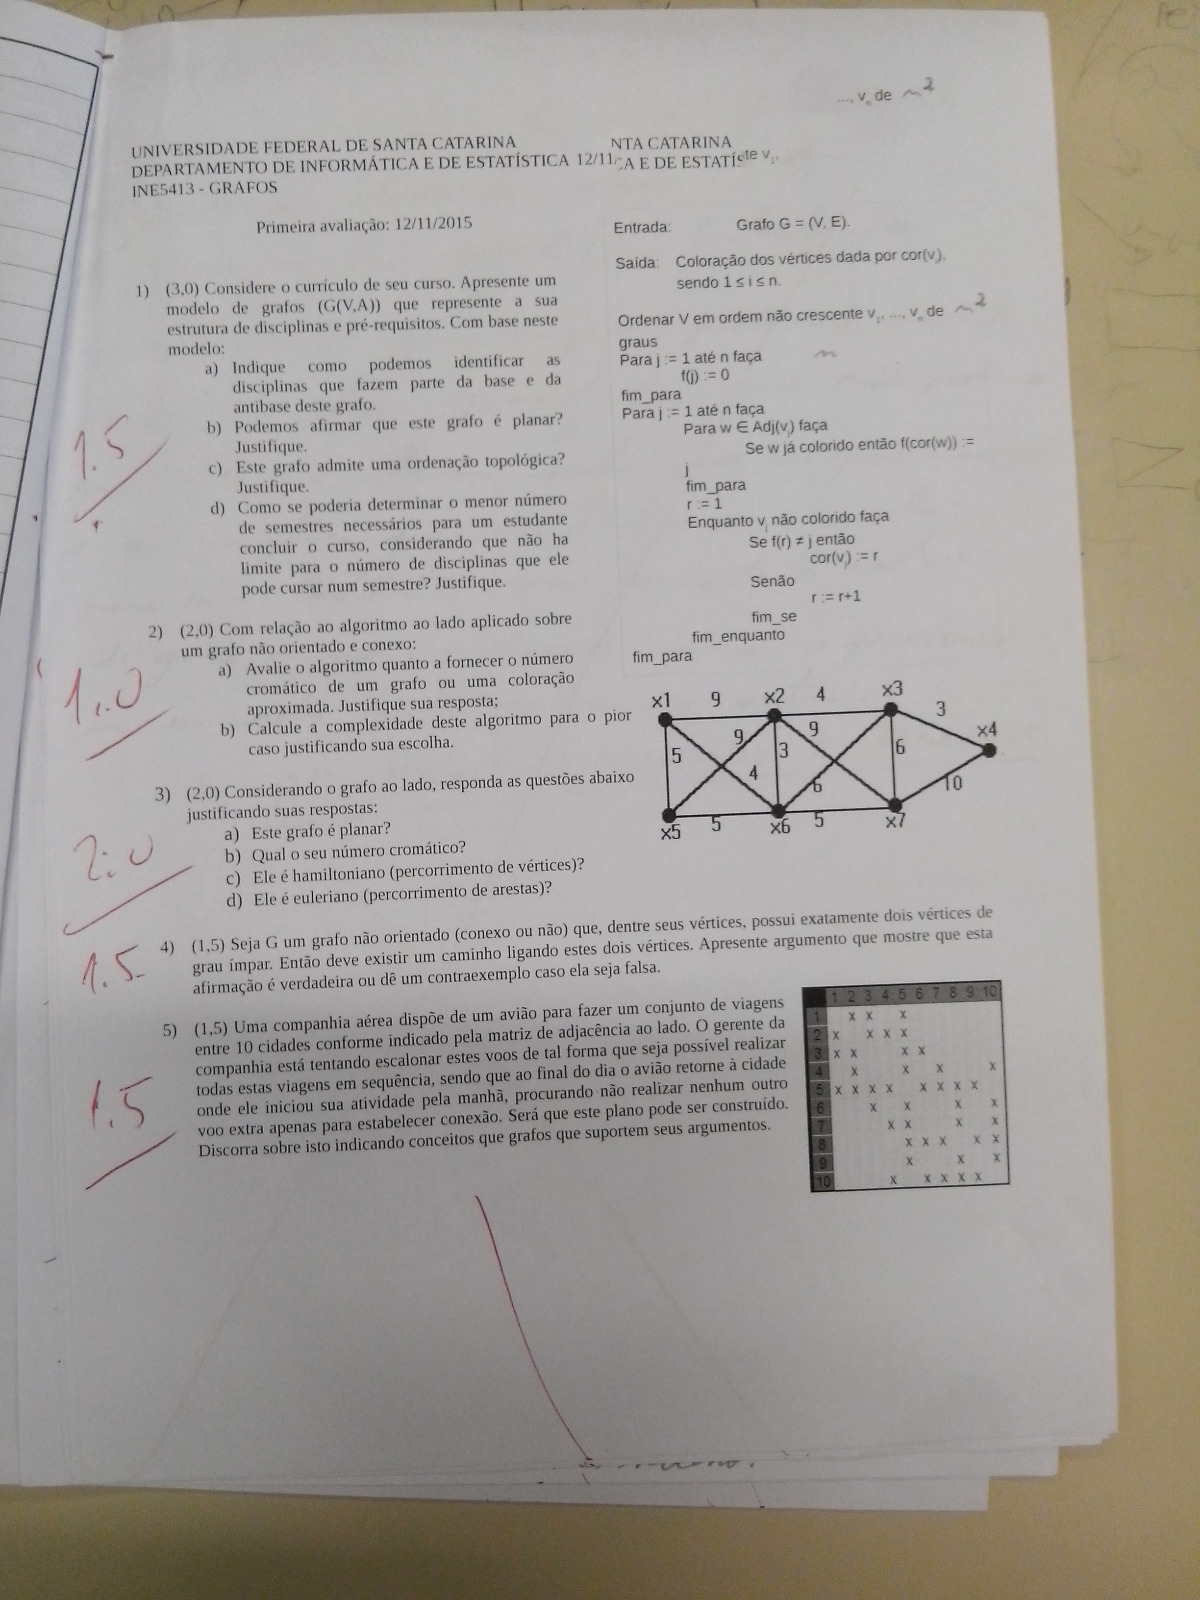 ..., vn de n²
UNIVERSIDADE FEDERAL DE SANTA CATARINA
NTA CATARINA
DEPARTAMENTO DE INFORMÁTICA E DE ESTATÍSTICA 12/11
CA E DE ESTATÍSte v1,
INE5413 - GRAFOS
Primeira avaliação: 12/11/2015
1) (3,0) Considere o currículo de seu curso. Apresente um
modelo de grafos (G(V,A)) que represente a sua
estrutura de disciplinas e pré-requisitos. Com base neste
modelo:
a) Indique como podemos identificar as
disciplinas que fazem parte da base e da
antibase deste grafo.
b) Podemos afirmar que este grafo é planar?
Justifique.
c) Este grafo admite uma ordenação topológica?
Justifique.
d) Como se poderia determinar o menor número
de semestres necessários para um estudante
concluir o curso, considerando que não ha
limite para o número de disciplinas que ele
pode cursar num semestre? Justifique.
1.5
2) (2,0) Com relação ao algoritmo ao lado aplicado sobre
um grafo não orientado e conexo:
a) Avalie o algoritmo quanto a fornecer o número
cromático de um grafo ou uma coloração
aproximada. Justifique sua resposta;
b) Calcule a complexidade deste algoritmo para o pior
caso justificando sua escolha.
1.0
3) (2,0) Considerando o grafo ao lado, responda as questões abaixo
justificando suas respostas:
a) Este grafo é planar?
b) Qual o seu número cromático?
c) Ele é hamiltoniano (percorrimento de vértices)?
d) Ele é euleriano (percorrimento de arestas)?
2.0
Entrada: Grafo G = (V, E).
Saída: Coloração dos vértices dada por cor(vi),
sendo 1 ≤ i ≤ n.
Ordenar V em ordem não crescente v1, ..., vn de n²
graus
Para j := 1 até n faça n
f(j) := 0
fim_para
Para j := 1 até n faça
Para w ∈ Adj(vj) faça
Se w já colorido então f(cor(w)) :=
j
fim_para
r := 1
Enquanto vj não colorido faça
Se f(r) ≠ j então
cor(vj) := r
Senão
r := r+1
fim_se
fim_enquanto
fim_para
x1 9 x2 4 x3
3
x4
5 9 4 3 9 6 6 10
x5 5 x6 5 x7
4) (1,5) Seja G um grafo não orientado (conexo ou não) que, dentre seus vértices, possui exatamente dois vértices de
grau ímpar. Então deve existir um caminho ligando estes dois vértices. Apresente argumento que mostre que esta
afirmação é verdadeira ou dê um contraexemplo caso ela seja falsa.
1.5
5) (1,5) Uma companhia aérea dispõe de um avião para fazer um conjunto de viagens
entre 10 cidades conforme indicado pela matriz de adjacência ao lado. O gerente da
companhia está tentando escalonar estes voos de tal forma que seja possível realizar
todas estas viagens em sequência, sendo que ao final do dia o avião retorne à cidade
onde ele iniciou sua atividade pela manhã, procurando não realizar nenhum outro
voo extra apenas para estabelecer conexão. Será que este plano pode ser construído.
Discorra sobre isto indicando conceitos que grafos que suportem seus argumentos.
1.5
1 2 3 4 5 6 7 8 9 10
1 x x x
2 x x x x
3 x x x x
4 x x x x
5 x x x x x x x x
6 x x x x
7 x x x x
8 x x x x x
9 x x x
10 x x x x x